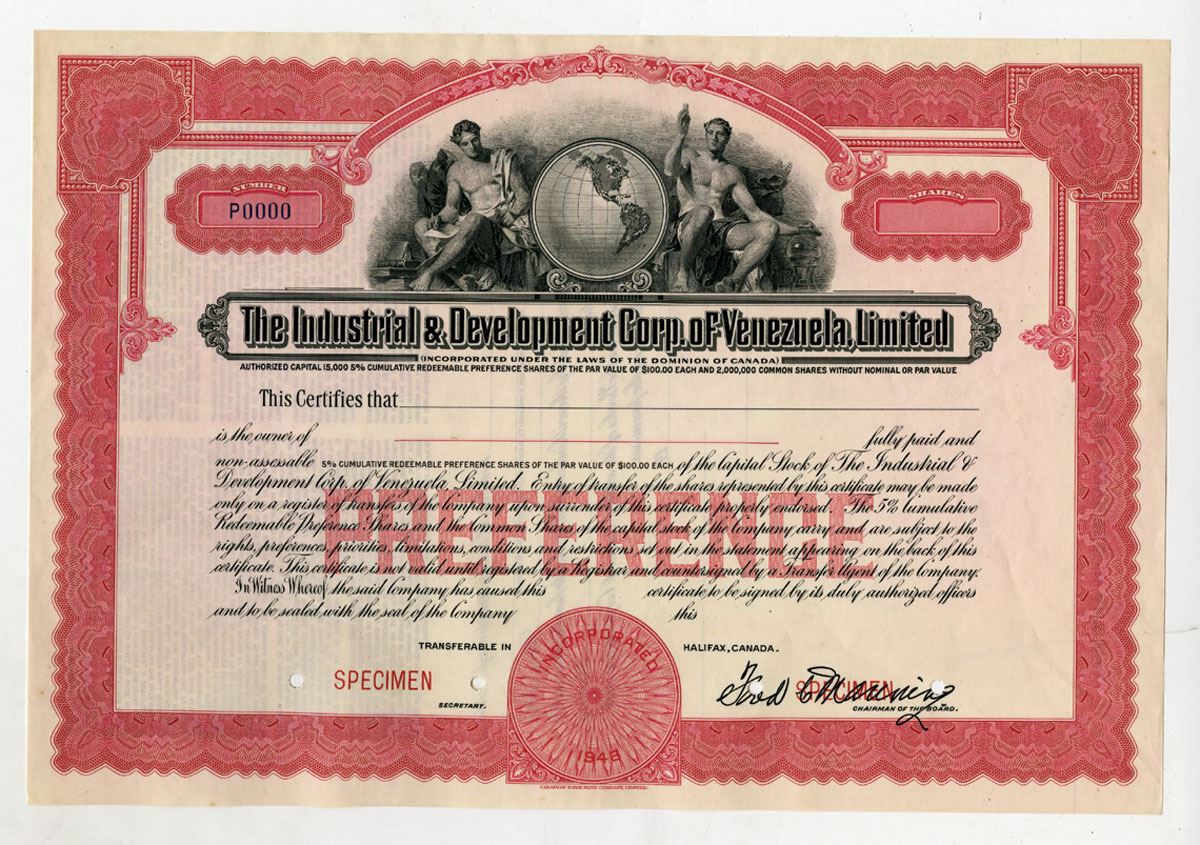 NUMBER
P0000
SHARES
The Industrial & Development Corp. of Venezuela, Limited
(INCORPORATED UNDER THE LAWS OF THE DOMINION OF CANADA)
AUTHORIZED CAPITAL 15,000 5% CUMULATIVE REDEEMABLE PREFERENCE SHARES OF THE PAR VALUE OF $100.00 EACH AND 2,000,000 COMMON SHARES WITHOUT NOMINAL OR PAR VALUE
This Certifies that
is the owner of fully paid and
non-assessable 5% CUMULATIVE REDEEMABLE PREFERENCE SHARES OF THE PAR VALUE OF $100.00 EACH of the Capital Stock of The Industrial &
Development Corp. of Venezuela, Limited. Entry of transfer of the shares represented by this certificate may be made
only on a register of transfers of the Company upon surrender of this certificate properly endorsed. The 5% Cumulative
Redeemable Preference Shares and the Common Shares of the capital stock of the Company carry and are subject to the
rights, preferences, priorities, limitations, conditions and restrictions set out in the statement appearing on the back of this
certificate. This certificate is not valid until registered by a Registrar and countersigned by a Transfer Agent of the Company.
PREFERENCE
In Witness Whereof the said Company has caused this certificate to be signed by its duly authorized officers
and to be sealed with the seal of the Company this
TRANSFERABLE IN HALIFAX, CANADA.
INCORPORATED
1948
SPECIMEN
SECRETARY.
SPECIMEN
CHAIRMAN OF THE BOARD.
CANADIAN BANK NOTE COMPANY, LIMITED.